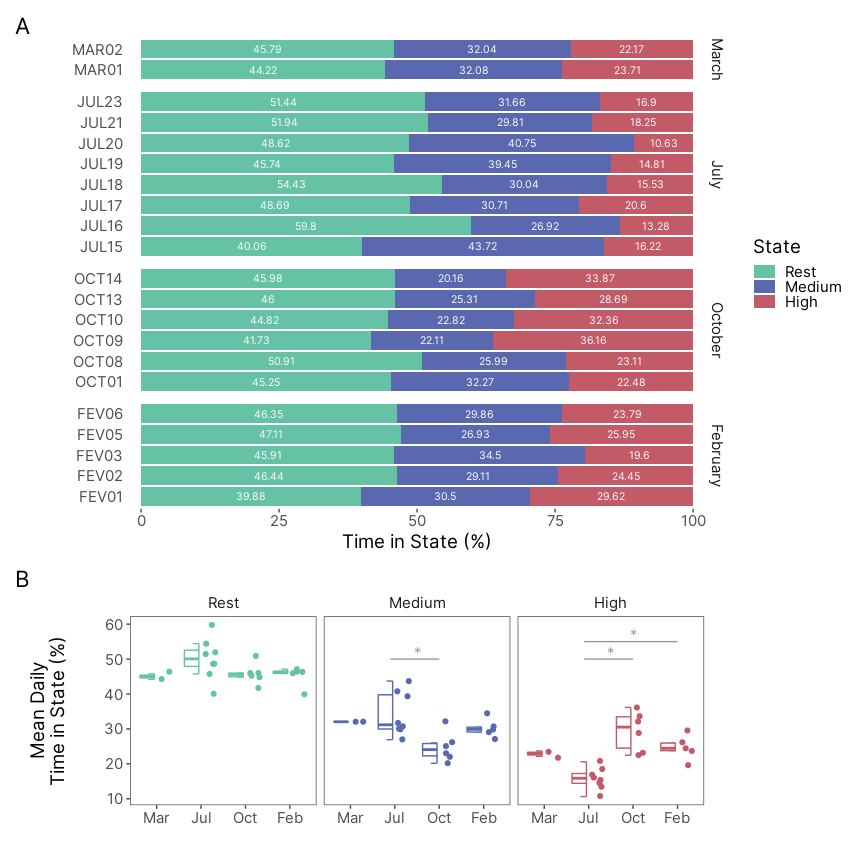 A
MAR02 45.79 32.04 22.17
MAR01 44.22 32.08 23.71
March
JUL23 51.44 31.66 16.9
JUL21 51.94 29.81 18.25
JUL20 48.62 40.75 10.63
JUL19 45.74 39.45 14.81
JUL18 54.43 30.04 15.53
JUL17 48.69 30.71 20.6
JUL16 59.8 26.92 13.28
JUL15 40.06 43.72 16.22
July
OCT14 45.98 20.16 33.87
OCT13 46 25.31 28.69
OCT10 44.82 22.82 32.36
OCT09 41.73 22.11 36.16
OCT08 50.91 25.99 23.11
OCT01 45.25 32.27 22.48
October
FEV06 46.35 29.86 23.79
FEV05 47.11 26.93 25.95
FEV03 45.91 34.5 19.6
FEV02 46.44 29.11 24.45
FEV01 39.88 30.5 29.62
February
0 25 50 75 100
Time in State (%)
State
Rest
Medium
High
B
Rest Medium High
Mean Daily
Time in State (%)
60
50
40
30
20
10
*
*
*
Mar Jul Oct Feb Mar Jul Oct Feb Mar Jul Oct Feb